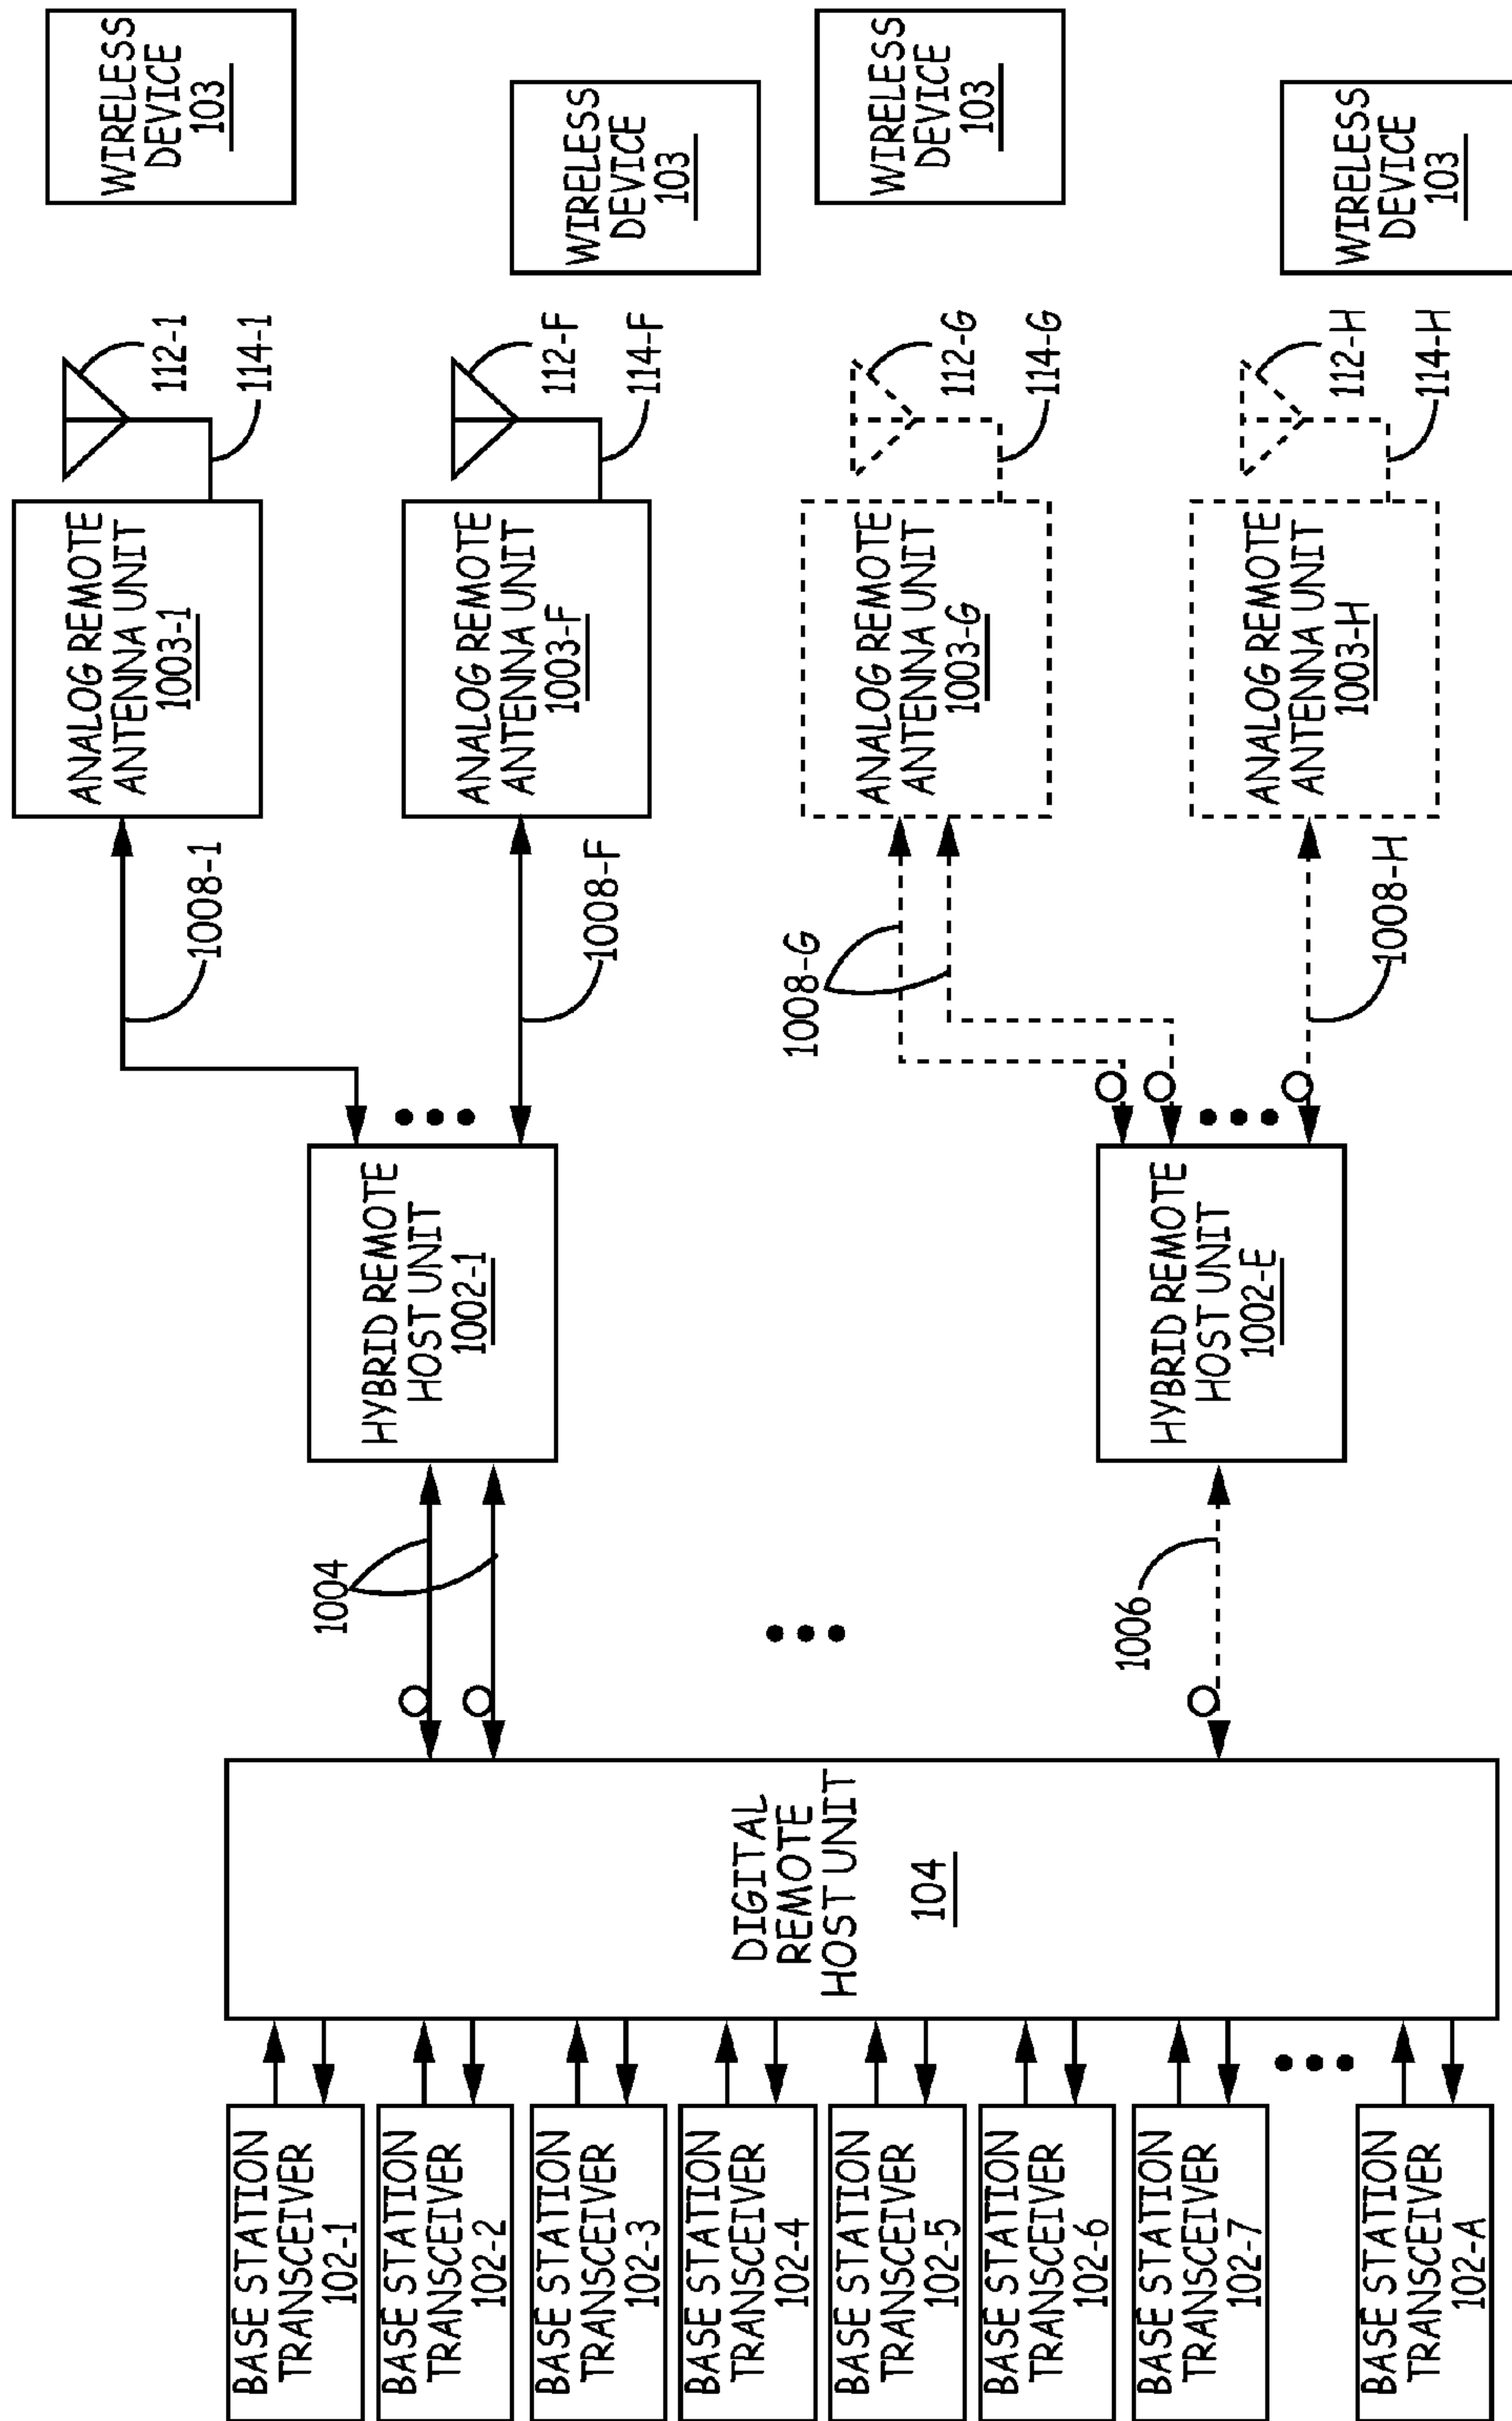 BASE STATION
TRANSCEIVER
102-1
BASE STATION
TRANSCEIVER
102-2
BASE STATION
TRANSCEIVER
102-3
BASE STATION
TRANSCEIVER
102-4
BASE STATION
TRANSCEIVER
102-5
BASE STATION
TRANSCEIVER
102-6
BASE STATION
TRANSCEIVER
102-7
BASE STATION
TRANSCEIVER
102-A
DIGITAL
REMOTE
HOST UNIT
104
1004
1006
HYBRID REMOTE
HOST UNIT
1002-1
HYBRID REMOTE
HOST UNIT
1002-E
1008-1
1008-F
1008-G
1008-H
ANALOG REMOTE
ANTENNA UNIT
1003-1
ANALOG REMOTE
ANTENNA UNIT
1003-F
ANALOG REMOTE
ANTENNA UNIT
1003-G
ANALOG REMOTE
ANTENNA UNIT
1003-H
112-1
114-1
112-F
114-F
112-G
114-G
112-H
114-H
WIRELESS
DEVICE
103
WIRELESS
DEVICE
103
WIRELESS
DEVICE
103
WIRELESS
DEVICE
103